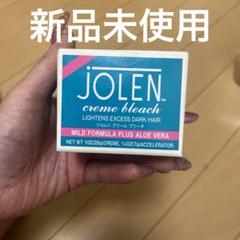 新品未使用
JOLEN™
creme bleach
LIGHTENS EXCESS DARK HAIR
ジョレン クリーム ブリーチ
MILD FORMULA PLUS ALOE VERA
NET WT 1OZ(28g)CREME, ¼OZ(7g)ACCELERATOR